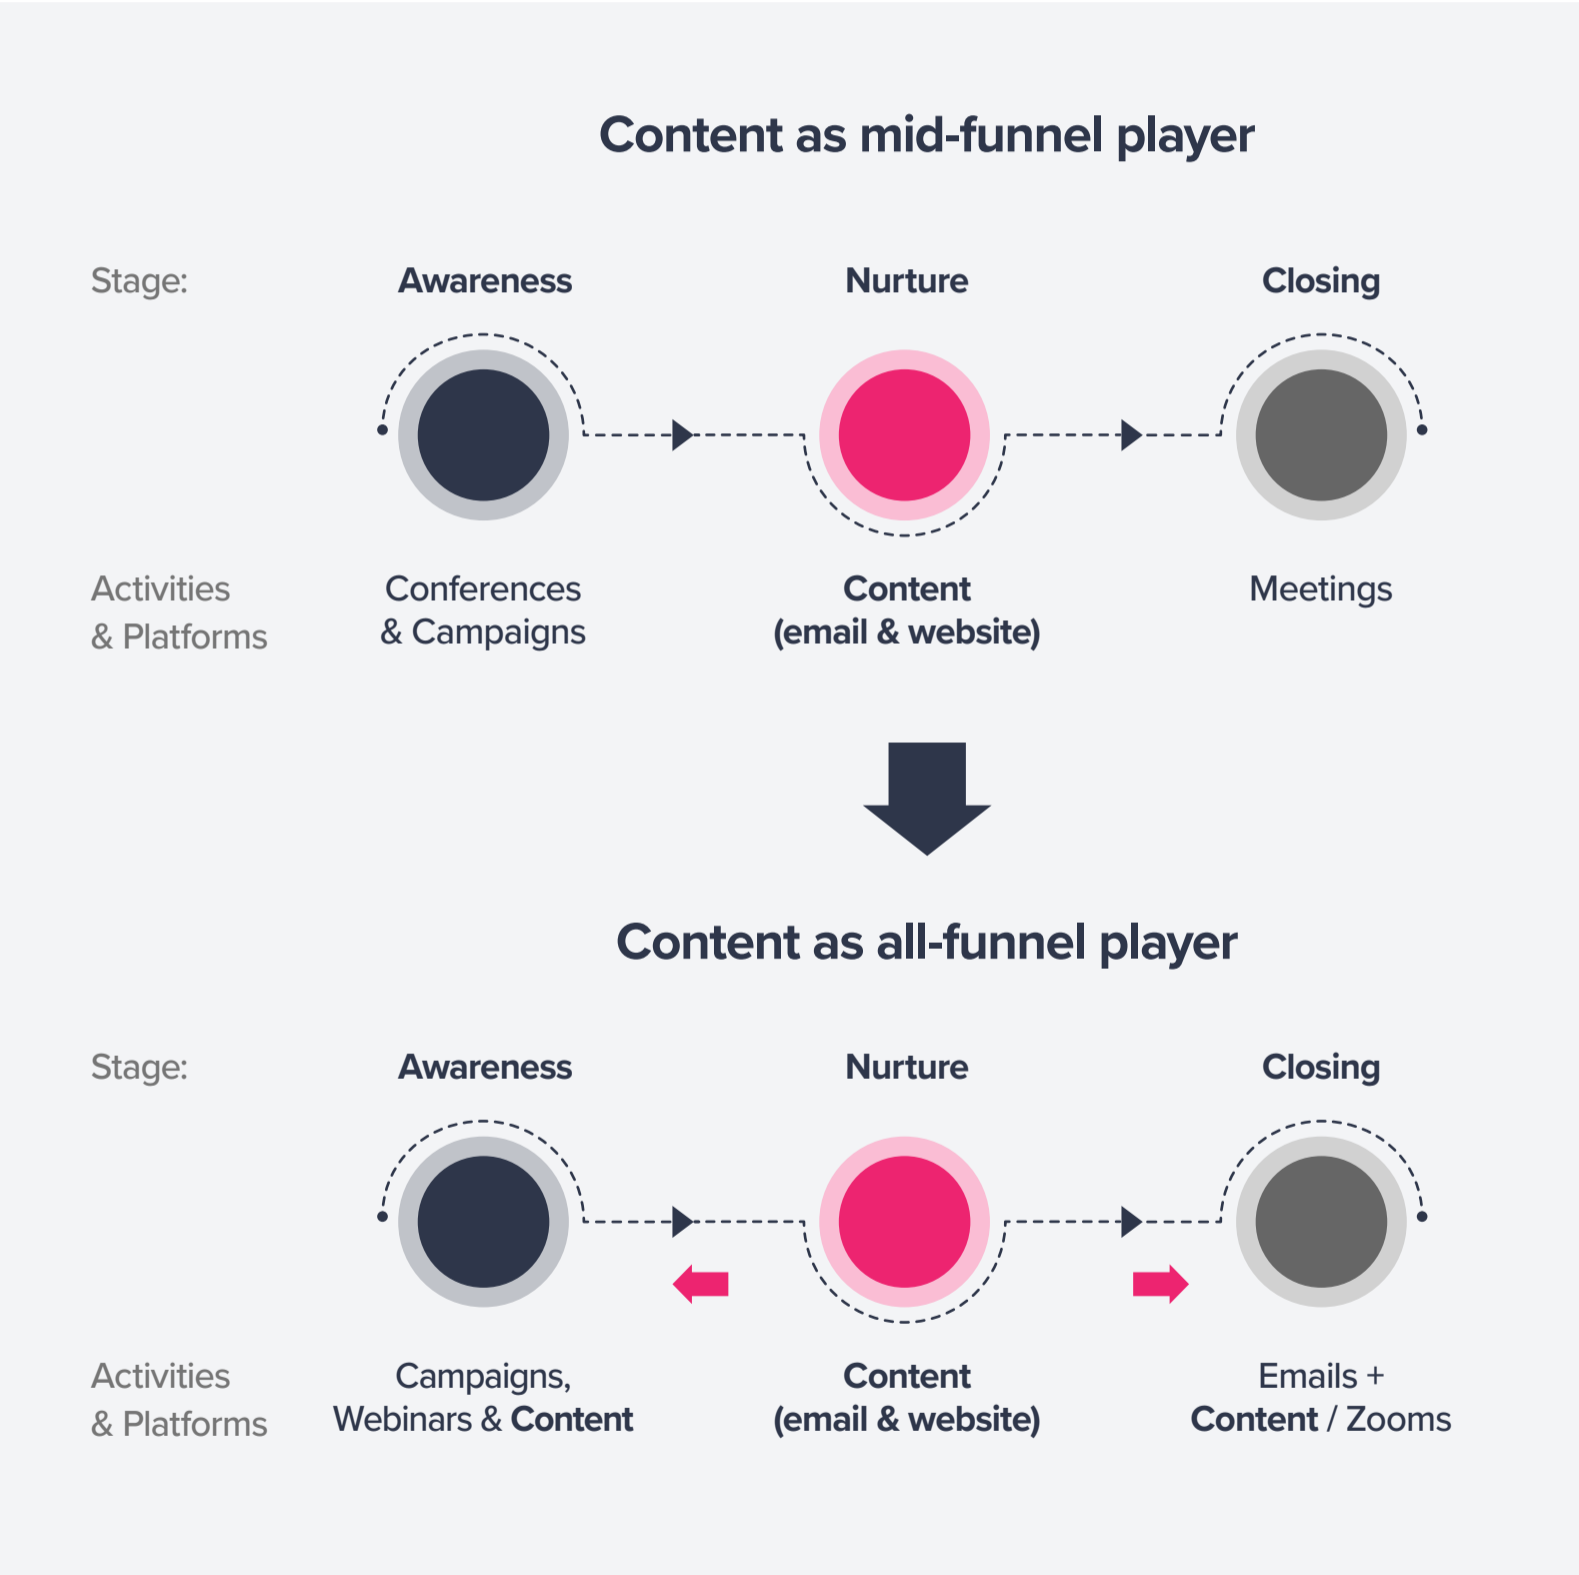 Content as mid-funnel player
Stage:
Awareness
Nurture
Closing
Activities
& Platforms
Conferences
& Campaigns
Content
(email & website)
Meetings
Content as all-funnel player
Stage:
Awareness
Nurture
Closing
Activities
& Platforms
Campaigns,
Webinars & Content
Content
(email & website)
Emails +
Content / Zooms